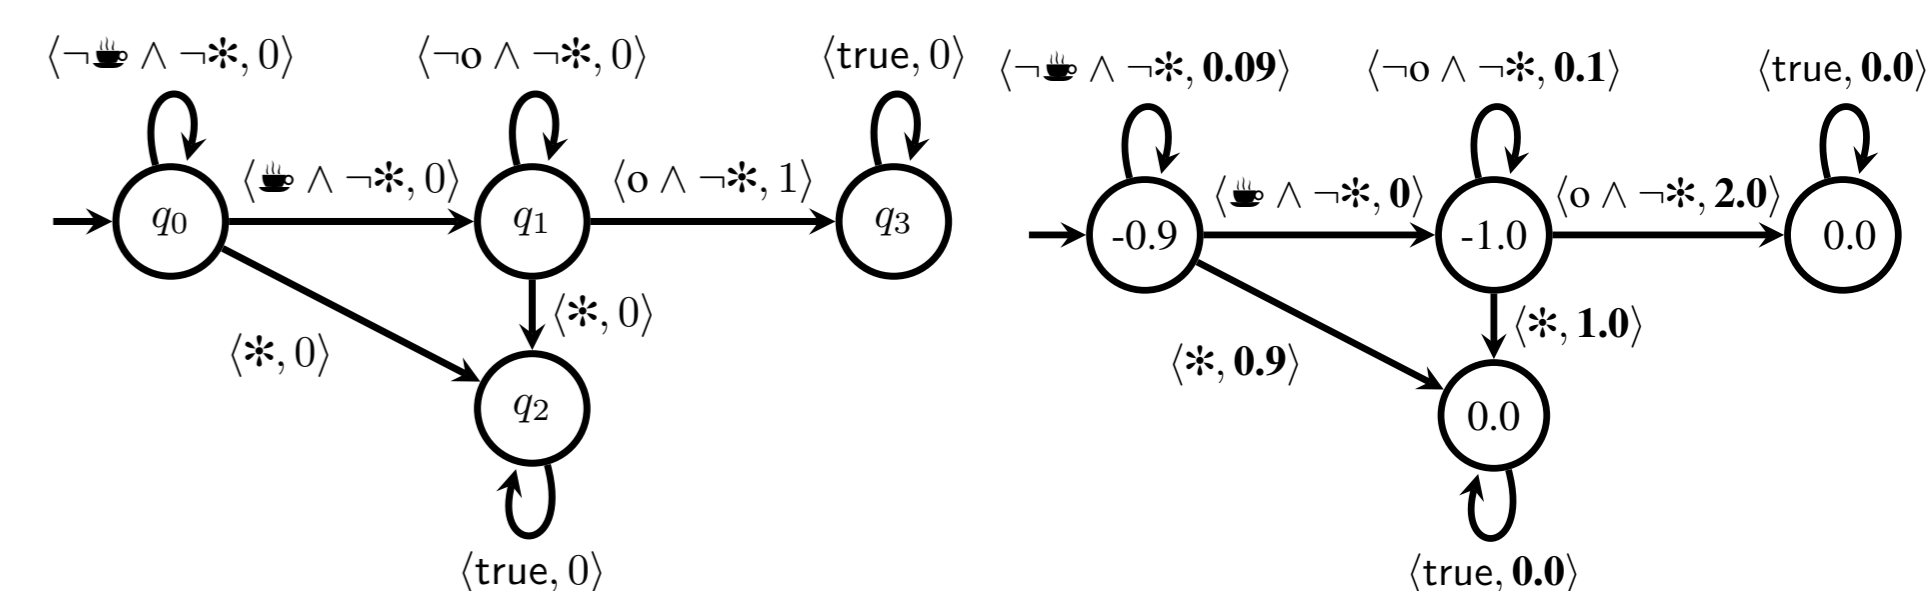 ⟨¬☕ ∧ ¬✻, 0⟩
⟨¬o ∧ ¬✻, 0⟩
⟨true, 0⟩
⟨☕ ∧ ¬✻, 0⟩
⟨o ∧ ¬✻, 1⟩
q0
q1
q3
⟨✻, 0⟩
⟨✻, 0⟩
q2
⟨true, 0⟩
⟨¬☕ ∧ ¬✻, 0.09⟩
⟨¬o ∧ ¬✻, 0.1⟩
⟨true, 0.0⟩
⟨☕ ∧ ¬✻, 0⟩
⟨o ∧ ¬✻, 2.0⟩
-0.9
-1.0
0.0
⟨✻, 1.0⟩
⟨✻, 0.9⟩
0.0
⟨true, 0.0⟩